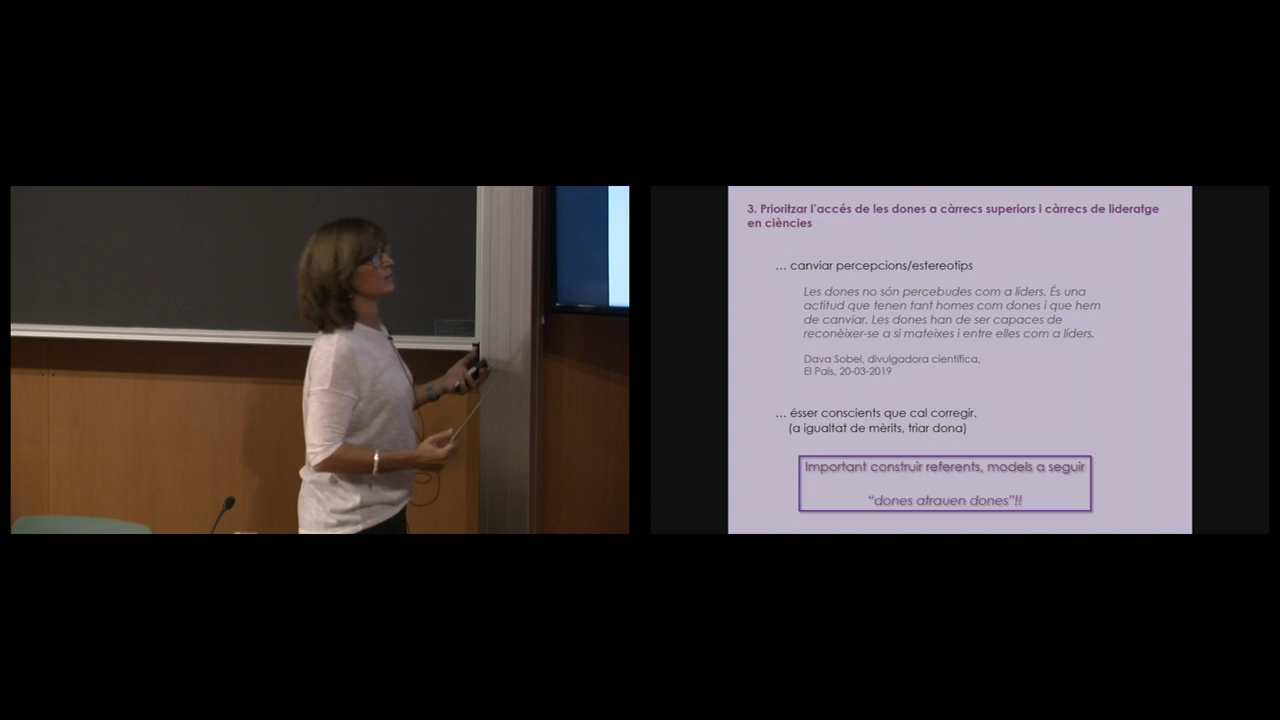 3. Prioritzar l'accés de les dones a càrrecs superiors i càrrecs de lideratge
en ciències
... canviar percepcions/estereotips
Les dones no són percebudes com a líders. És una
actitud que tenen tant homes com dones i que hem
de canviar. Les dones han de ser capaces de
reconèixer-se a si mateixes i entre elles com a líders.
Dava Sobel, divulgadora científica,
El País, 20-03-2019
... ésser conscients que cal corregir.
(a igualtat de mèrits, triar dona)
Important construir referents, models a seguir
"dones atrauen dones"!!